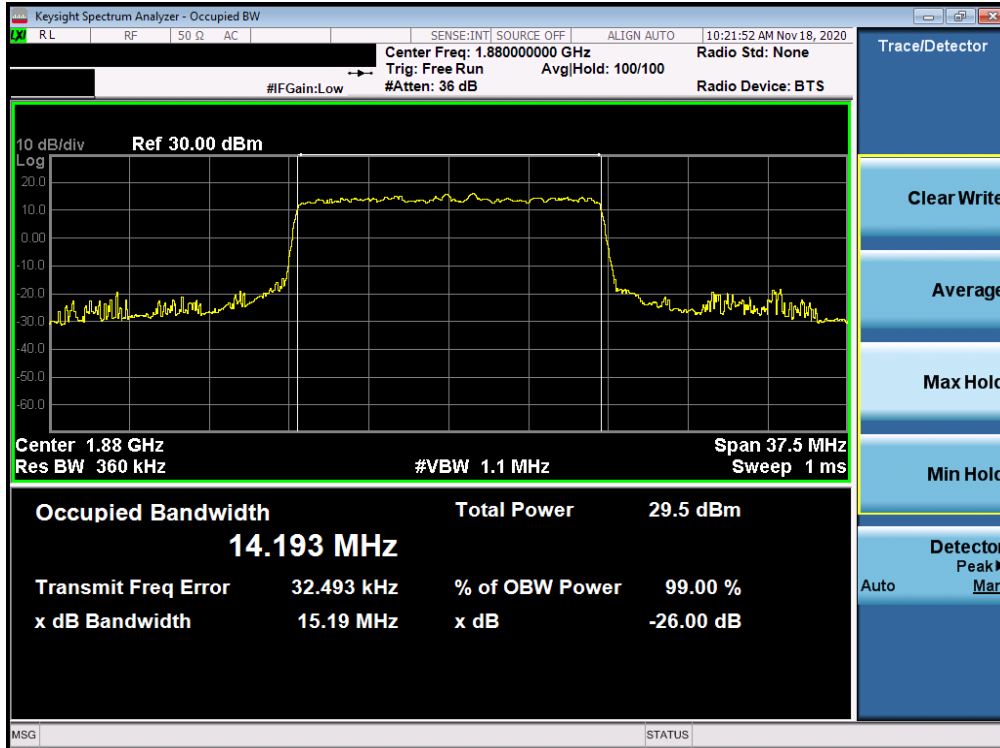 Keysight Spectrum Analyzer - Occupied BW
LXI RL RF 50 Ω AC SENSE:INT SOURCE OFF ALIGN AUTO 10:21:52 AM Nov 18, 2020
Center Freq: 1.880000000 GHz Radio Std: None
Trig: Free Run Avg|Hold: 100/100
#IFGain:Low #Atten: 36 dB Radio Device: BTS
10 dB/div Ref 30.00 dBm
Log
20.0
10.0
0.00
-10.0
-20.0
-30.0
-40.0
-50.0
-60.0
Center 1.88 GHz Span 37.5 MHz
Res BW 360 kHz #VBW 1.1 MHz Sweep 1 ms
Occupied Bandwidth Total Power 29.5 dBm
14.193 MHz
Transmit Freq Error 32.493 kHz % of OBW Power 99.00 %
x dB Bandwidth 15.19 MHz x dB -26.00 dB
MSG STATUS
Trace/Detector
Clear Write
Average
Max Hold
Min Hold
Detector
Peak
Auto Man